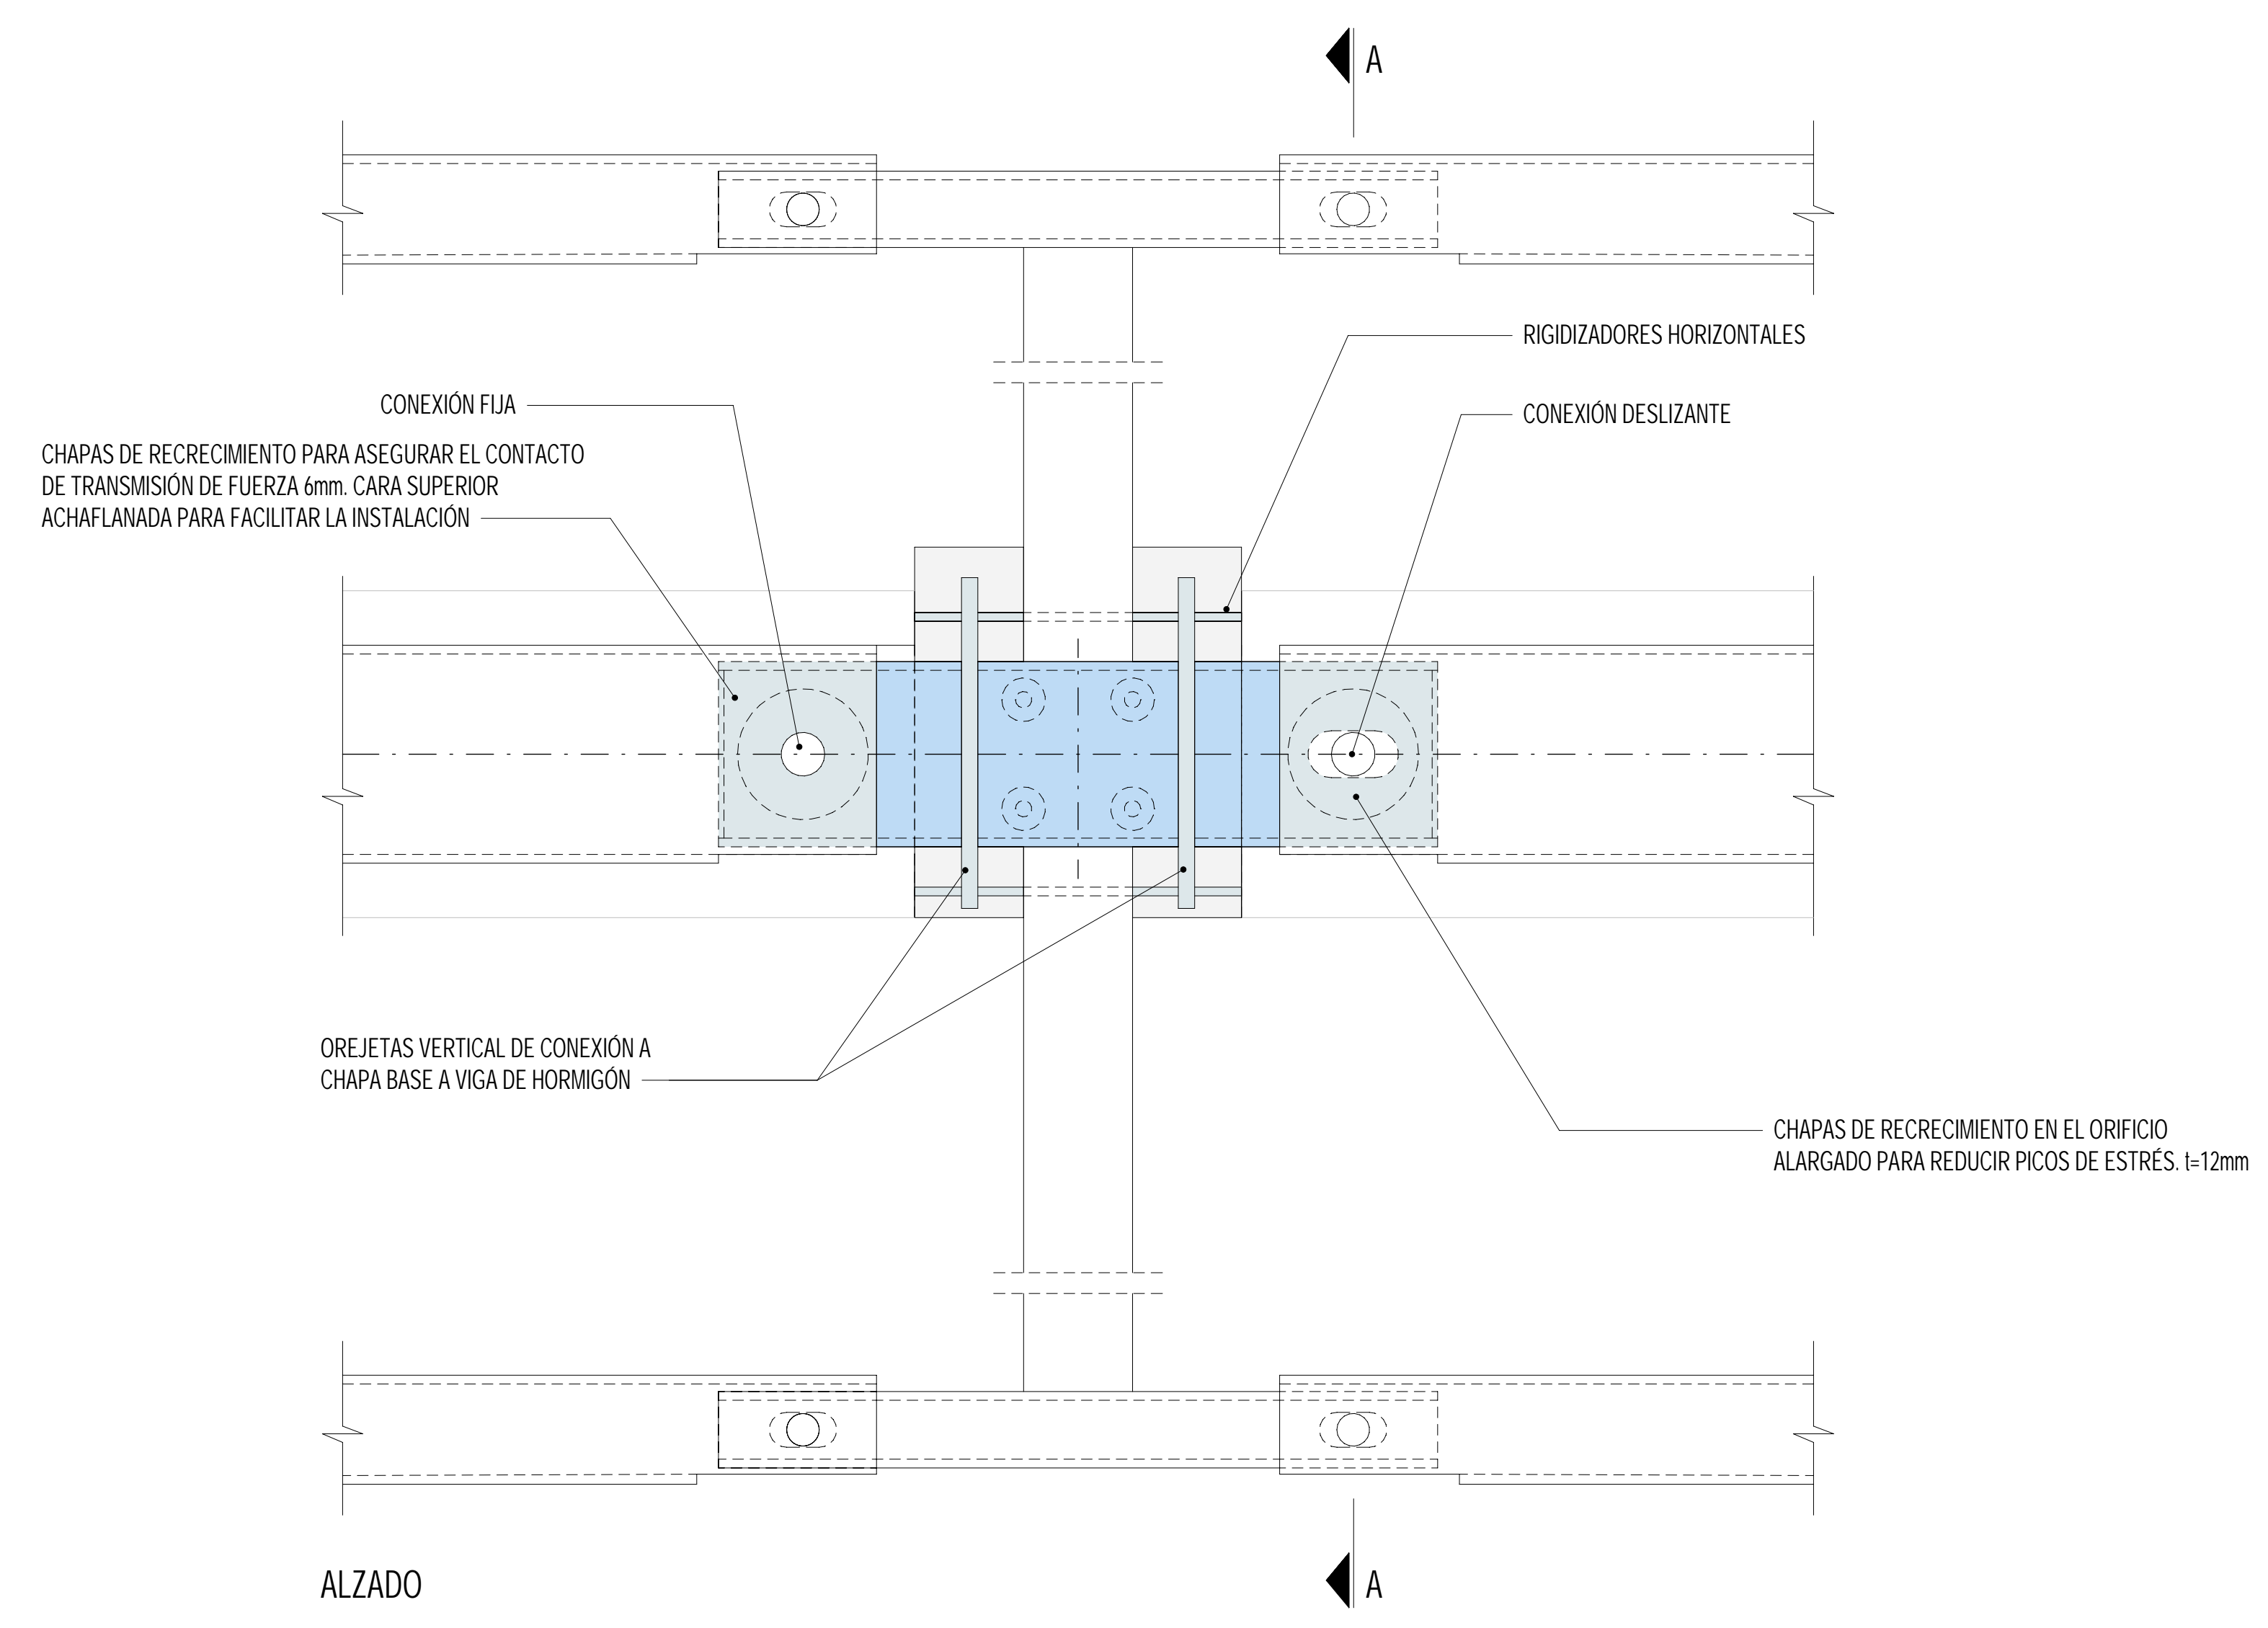 A
RIGIDIZADORES HORIZONTALES
CONEXIÓN FIJA
CONEXIÓN DESLIZANTE
CHAPAS DE RECRECIMIENTO PARA ASEGURAR EL CONTACTO
DE TRANSMISIÓN DE FUERZA 6mm. CARA SUPERIOR
ACHAFLANADA PARA FACILITAR LA INSTALACIÓN
OREJETAS VERTICAL DE CONEXIÓN A
CHAPA BASE A VIGA DE HORMIGÓN
CHAPAS DE RECRECIMIENTO EN EL ORIFICIO
ALARGADO PARA REDUCIR PICOS DE ESTRÉS. t=12mm
ALZADO
A